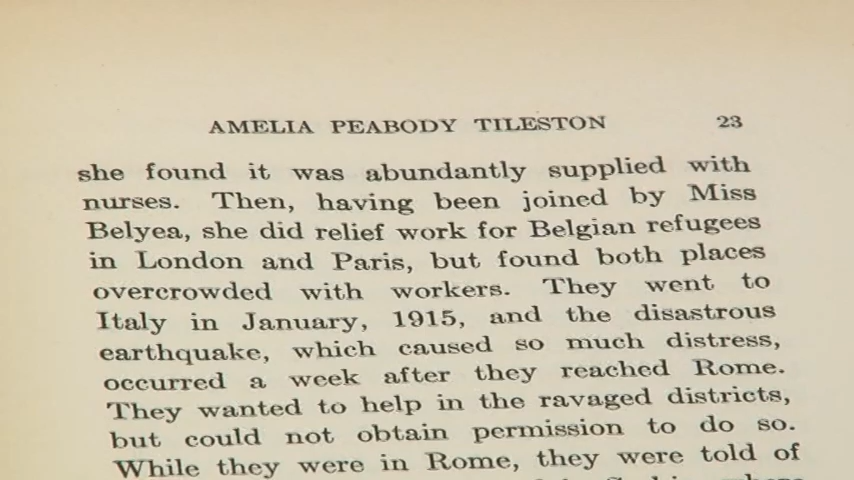 AMELIA PEABODY TILESTON 23
she found it was abundantly supplied with
nurses. Then, having been joined by Miss
Belyea, she did relief work for Belgian refugees
in London and Paris, but found both places
overcrowded with workers. They went to
Italy in January, 1915, and the disastrous
earthquake, which caused so much distress,
occurred a week after they reached Rome.
They wanted to help in the ravaged districts,
but could not obtain permission to do so.
While they were in Rome, they were told of